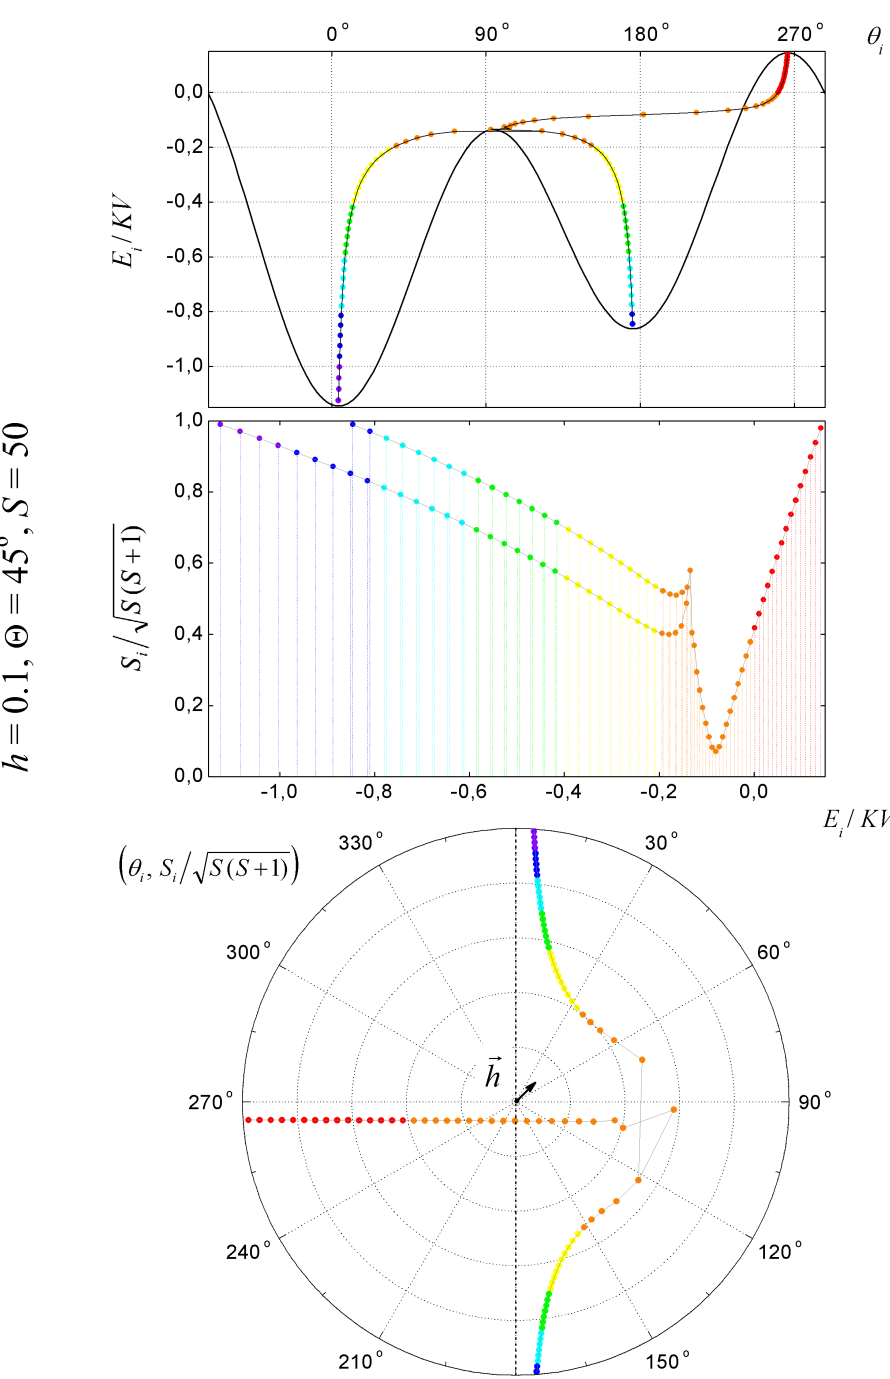 0° 90° 180° 270° θᵢ
0,0
-0,2
-0,4
-0,6
-0,8
-1,0
Eᵢ/KV
h = 0.1, Θ = 45°, S = 50
1,0
0,8
0,6
0,4
0,2
0,0
Sᵢ/√S(S+1)
-1,0 -0,8 -0,6 -0,4 -0,2 0,0
Eᵢ/KV
(θᵢ, Sᵢ/√S(S+1))
330° 30°
300° 60°
h⃗
270° 90°
240° 120°
210° 150°